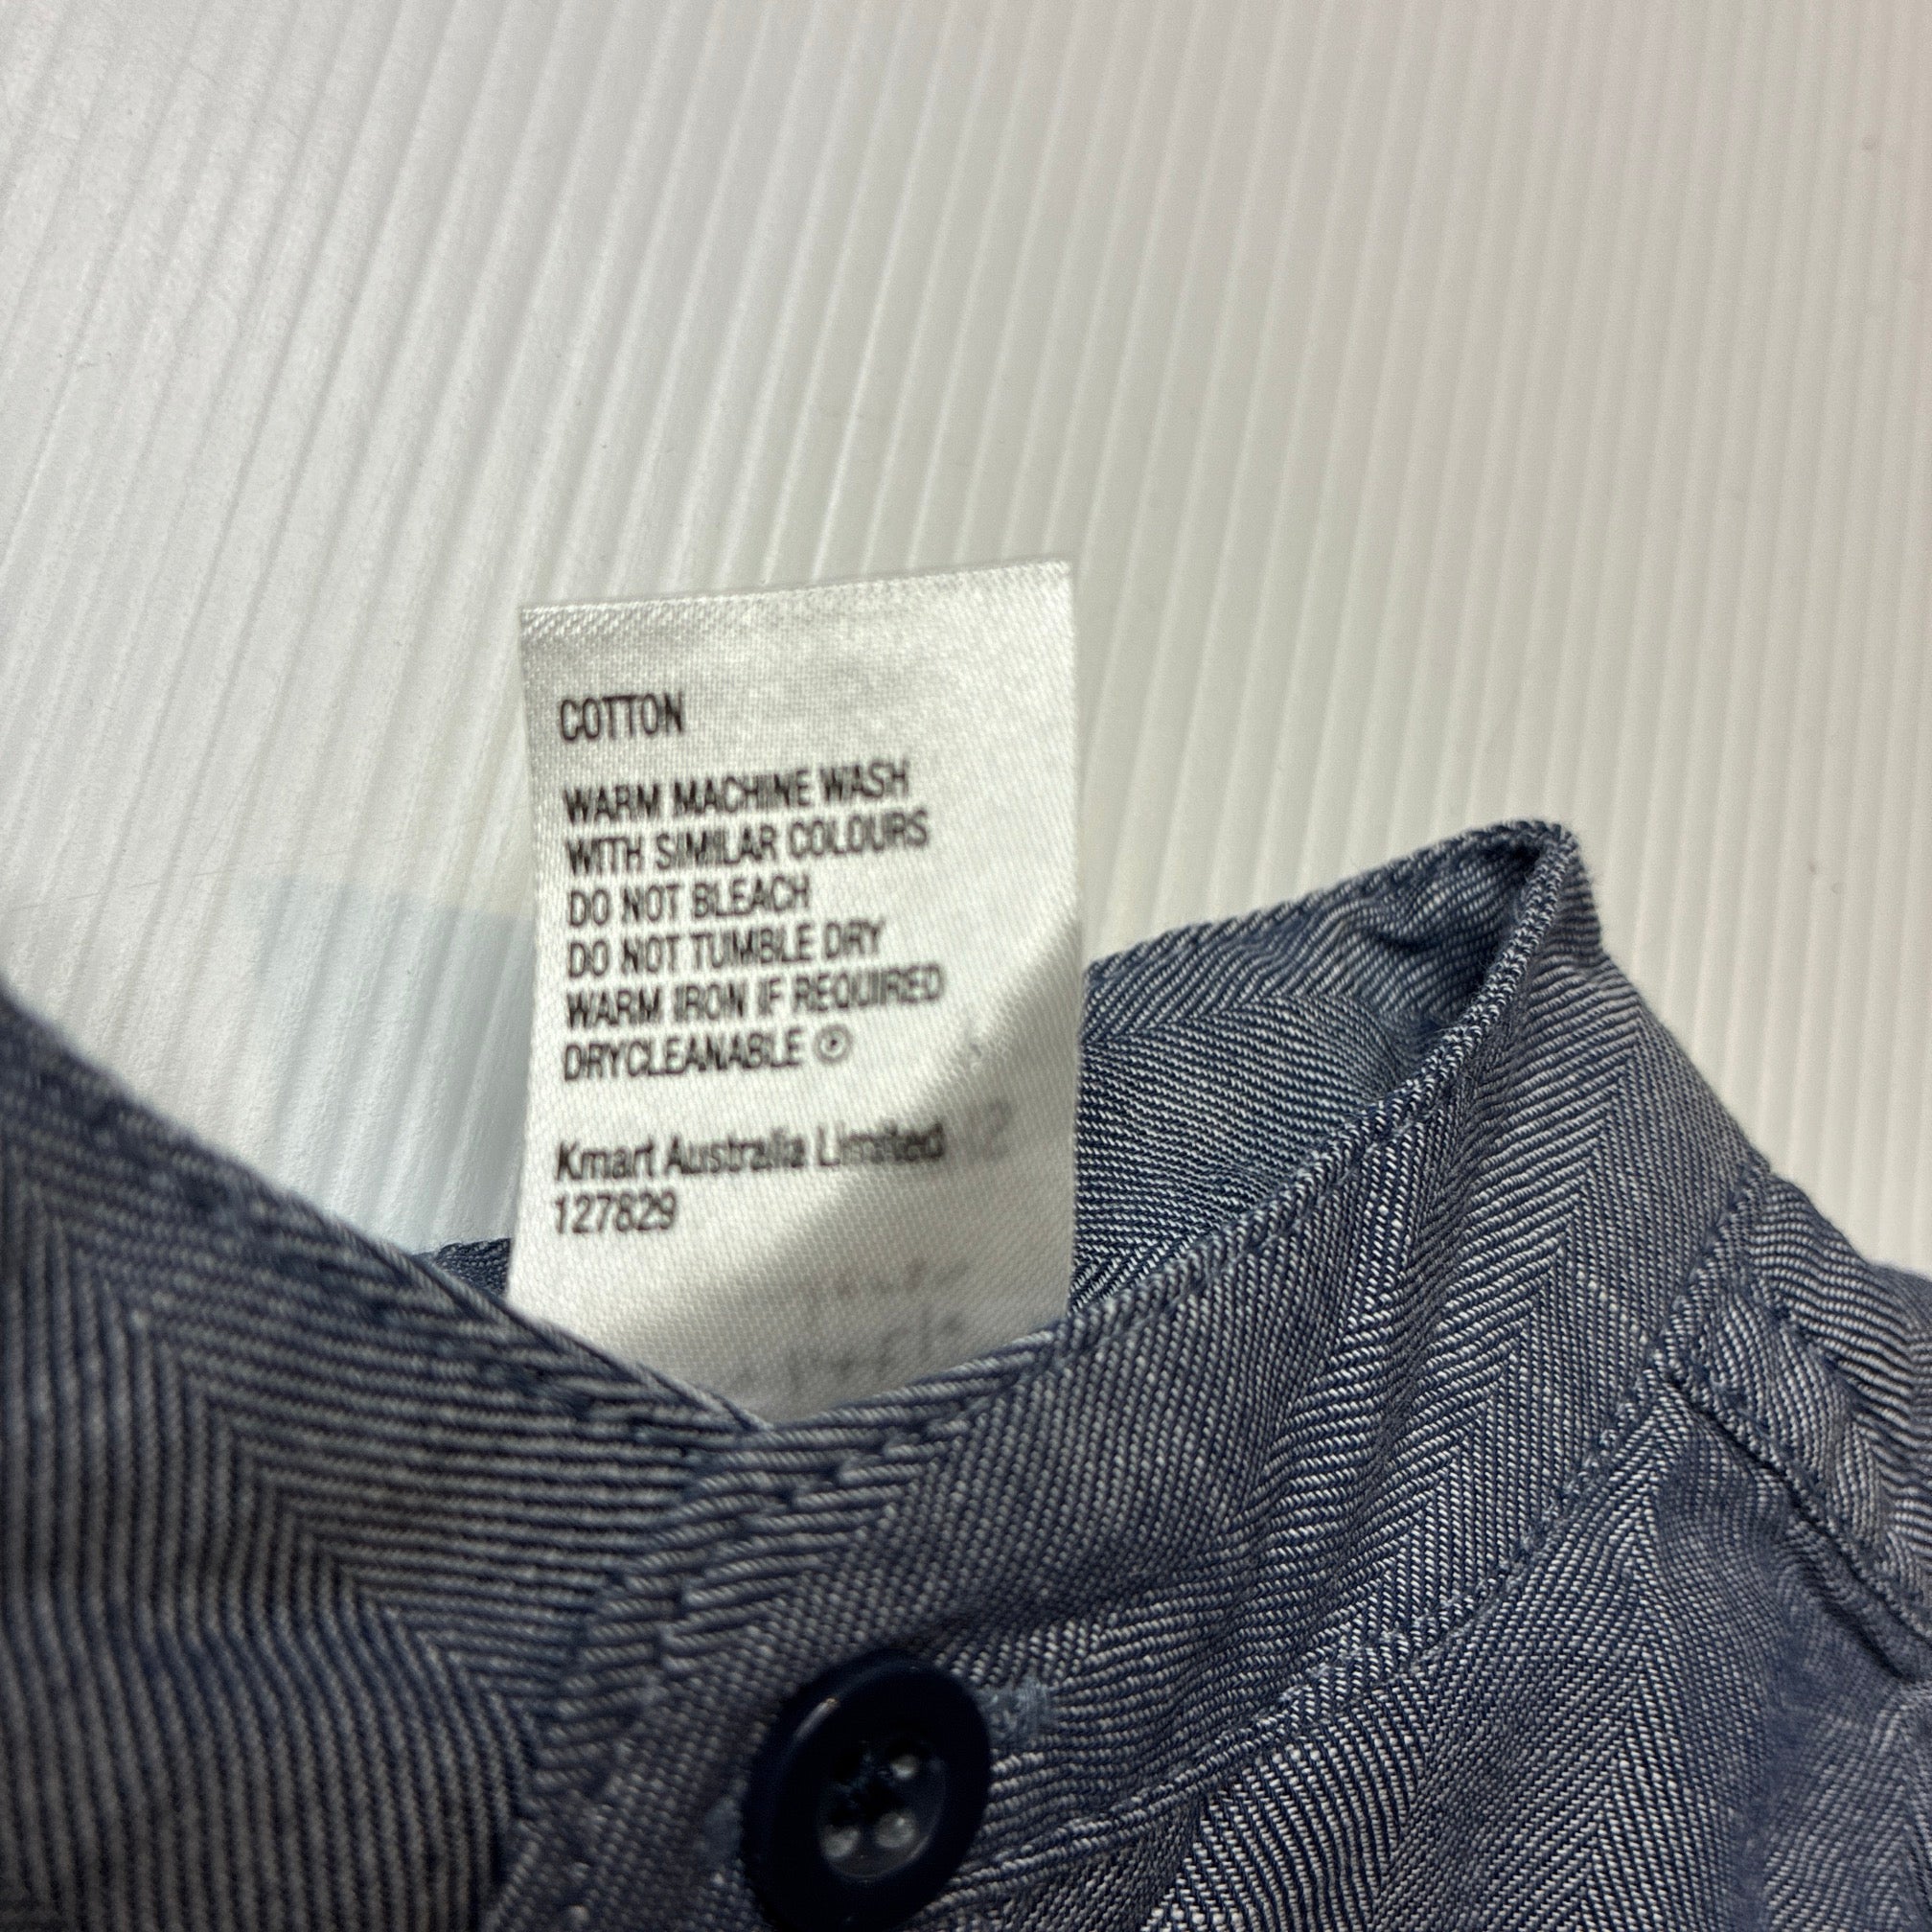 COTTON
WARM MACHINE WASH
WITH SIMILAR COLOURS
DO NOT BLEACH
DO NOT TUMBLE DRY
WARM IRON IF REQUIRED
DRYCLEANABLE Ⓟ
Kmart Australia Limited
127829